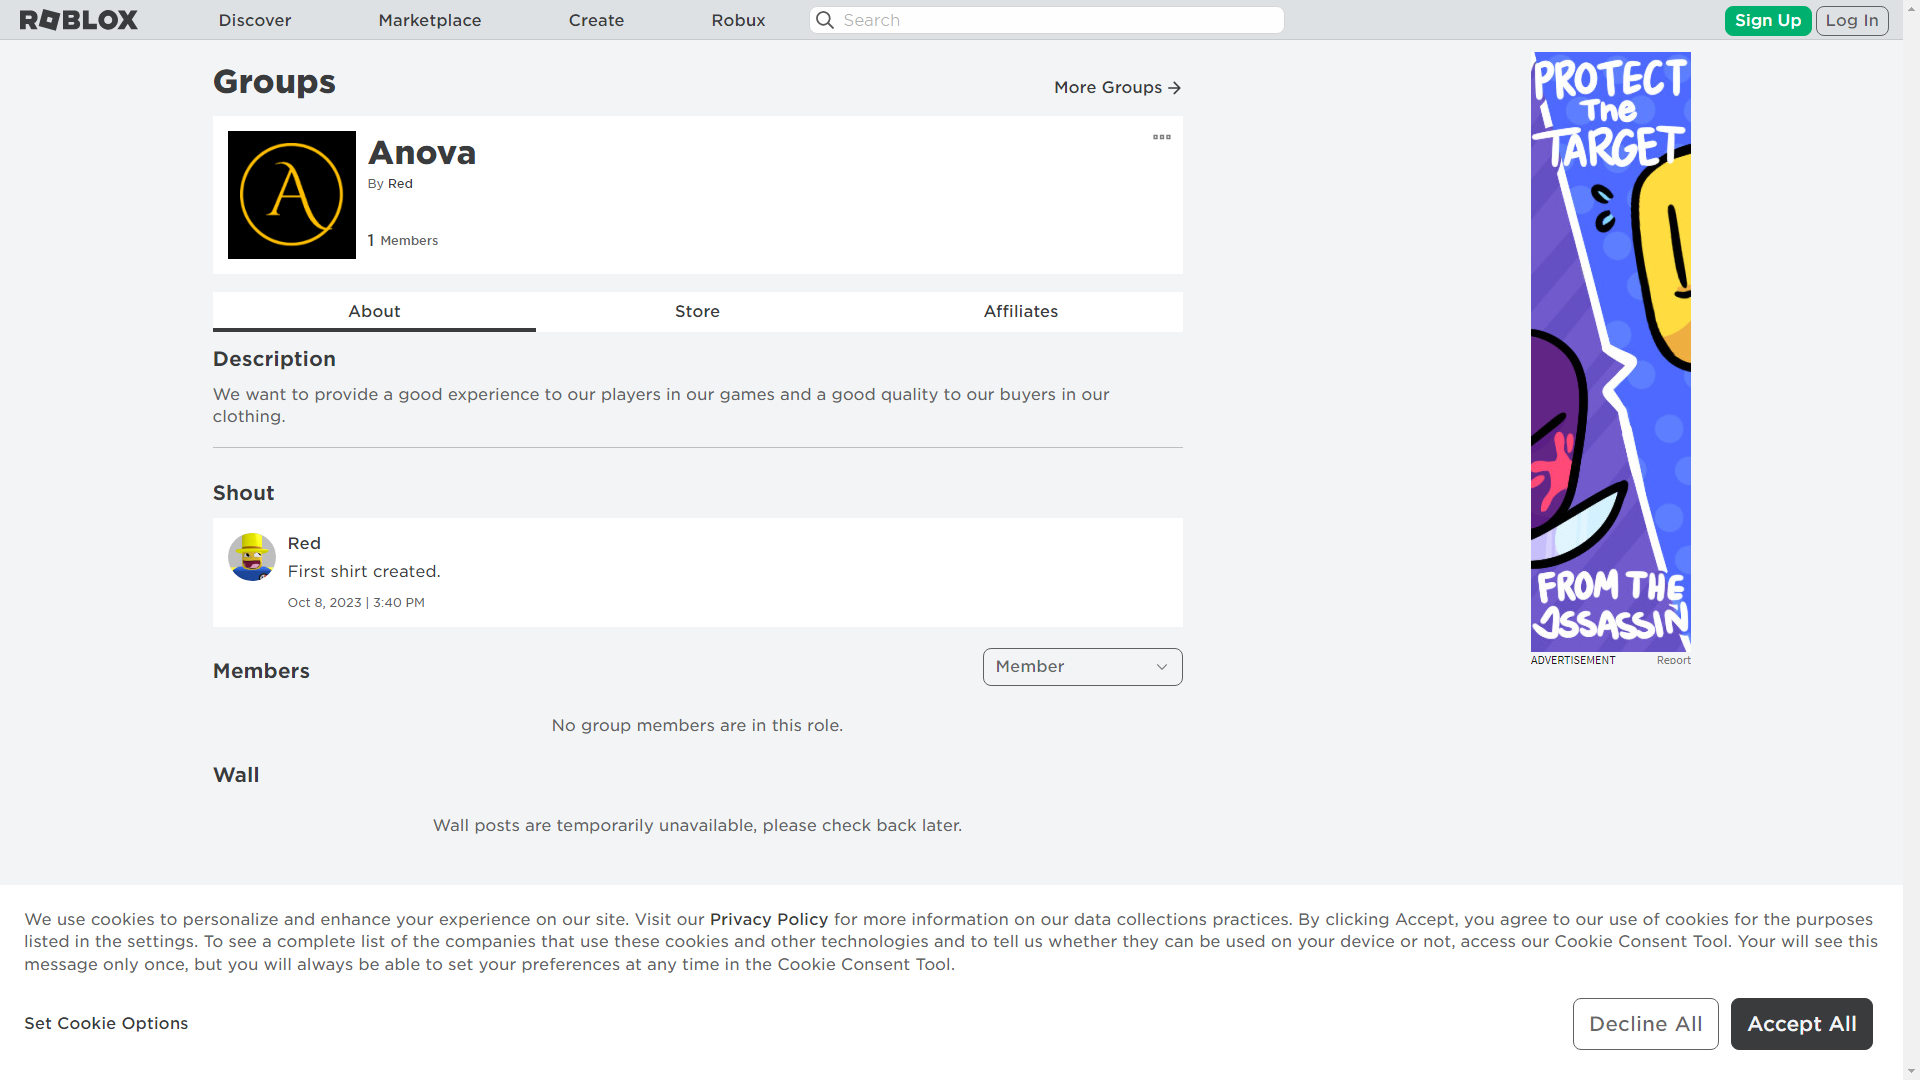 ROBLOX Discover Marketplace Create Robux Search Sign Up Log In
Groups
More Groups
A
Anova
By Red
1 Members
About Store Affiliates
Description
We want to provide a good experience to our players in our games and a good quality to our buyers in our
clothing.
Shout
Red
First shirt created.
Oct 8, 2023 | 3:40 PM
Members
Member
No group members are in this role.
Wall
Wall posts are temporarily unavailable, please check back later.
PROTECT
The
TARGET
FROM THE
ASSASSIN
ADVERTISEMENT Report
We use cookies to personalize and enhance your experience on our site. Visit our Privacy Policy for more information on our data collections practices. By clicking Accept, you agree to our use of cookies for the purposes
listed in the settings. To see a complete list of the companies that use these cookies and other technologies and to tell us whether they can be used on your device or not, access our Cookie Consent Tool. Your will see this
message only once, but you will always be able to set your preferences at any time in the Cookie Consent Tool.
Set Cookie Options
Decline All
Accept All